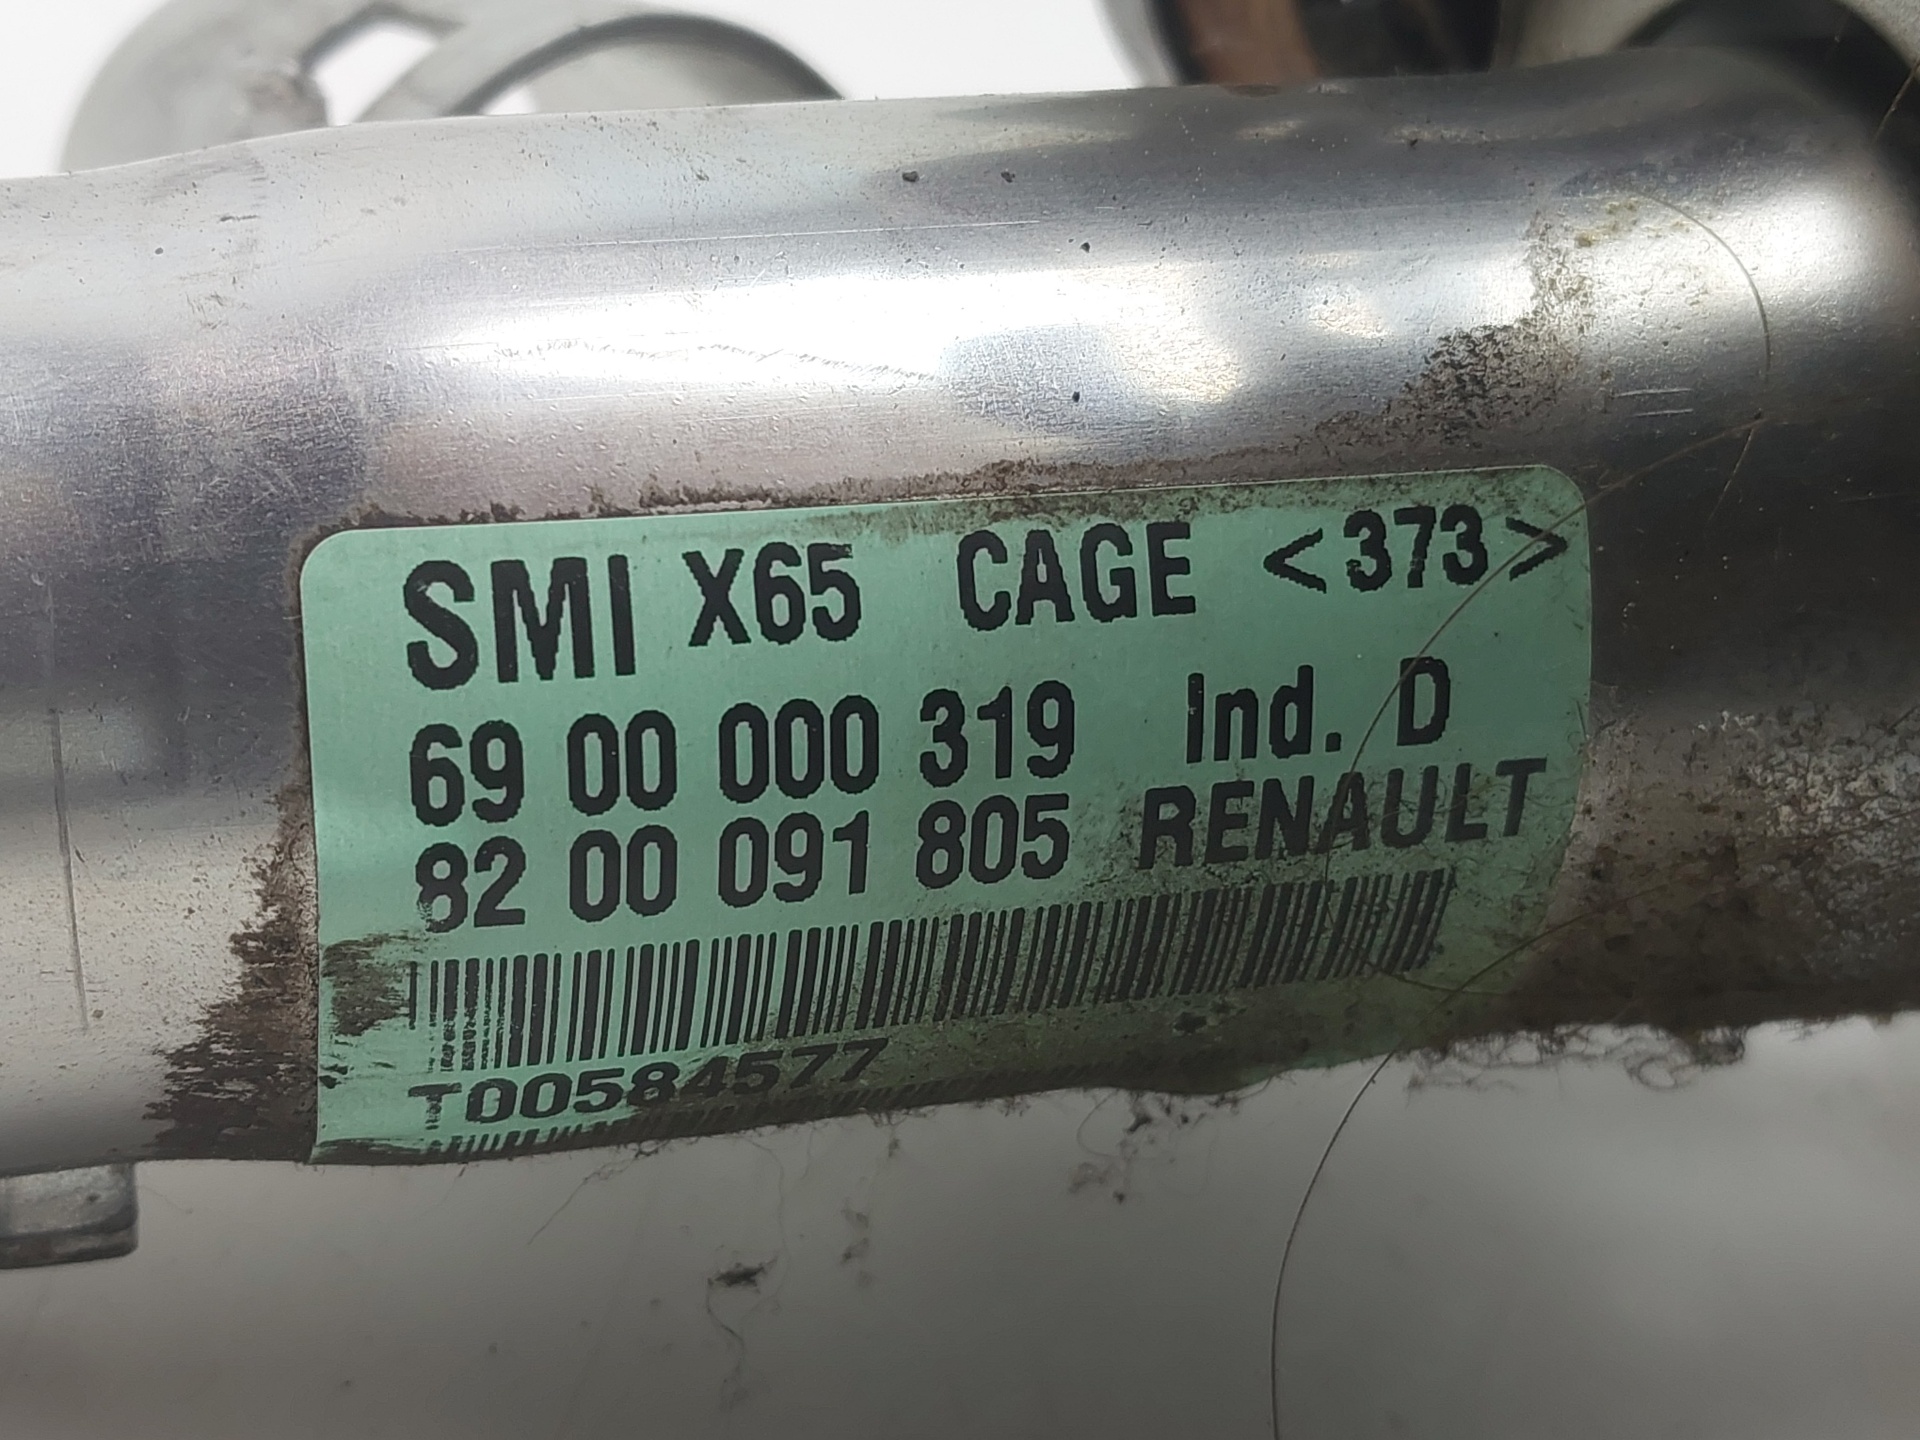 SMI X65 CAGE <373>
69 00 000 319 Ind. D
82 00 091 805 RENAULT
T00584577